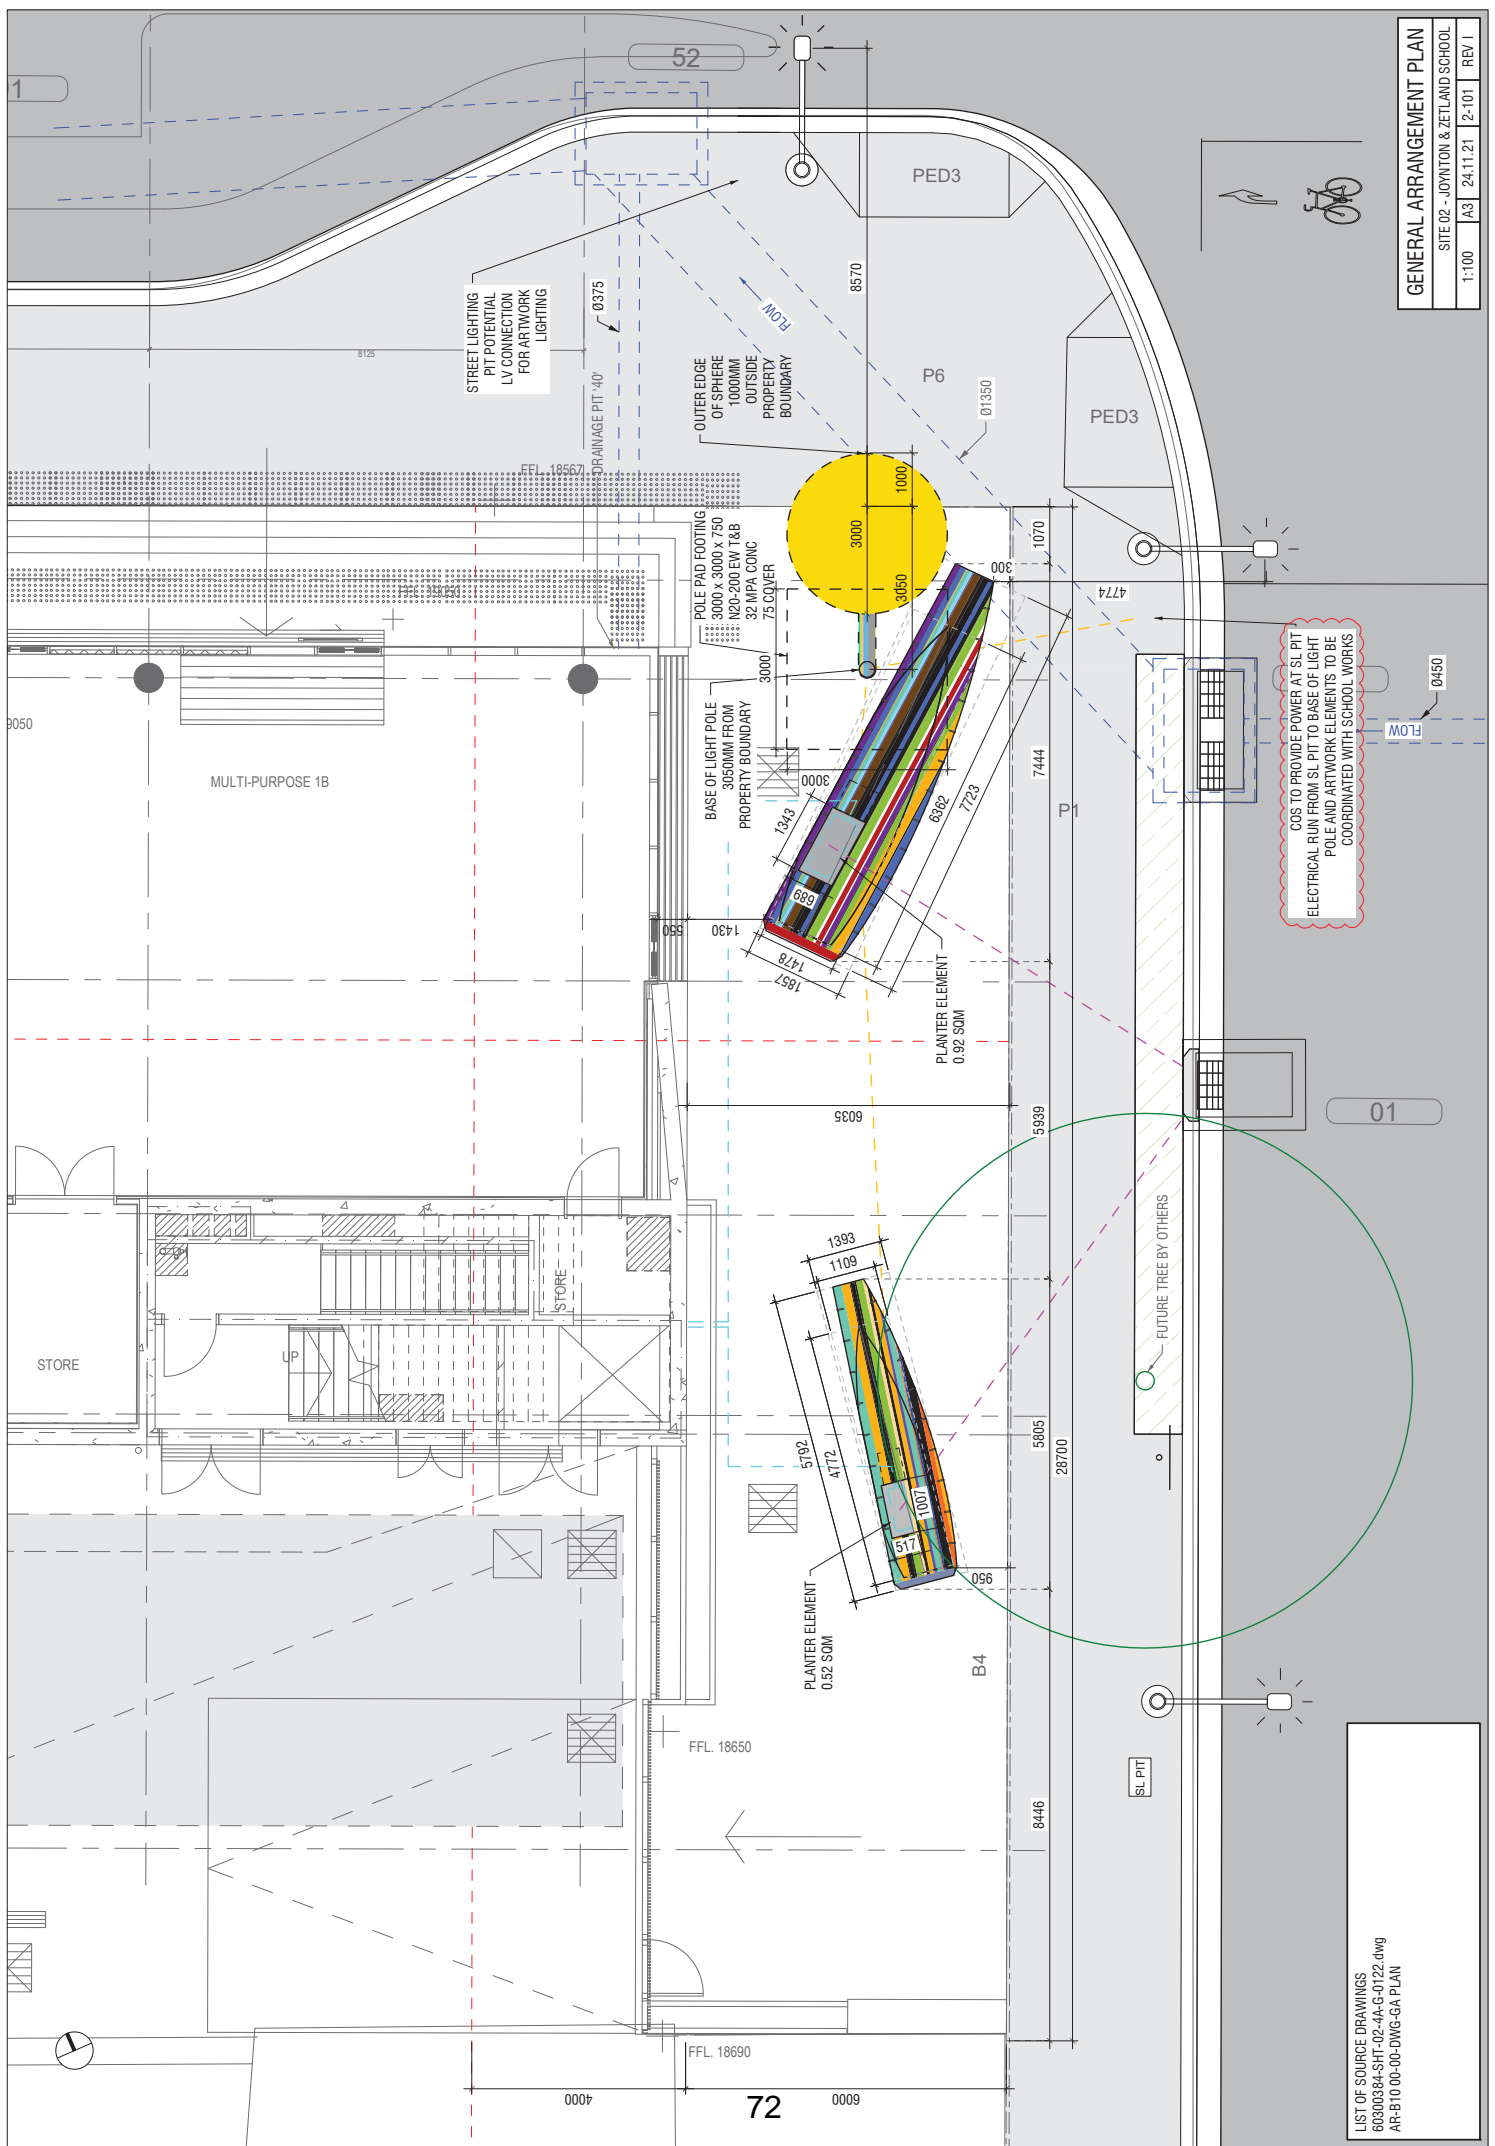 GENERAL ARRANGEMENT PLAN
SITE 02 - JOYNTON & ZETLAND SCHOOL
1:100
A3
24.11.21
2-101
REV I
52
PED3
PED3
P6
STREET LIGHTING
PIT POTENTIAL
LV CONNECTION
FOR ARTWORK
LIGHTING
Ø375
8125
8570
FLOW
DRAINAGE PIT '40'
OUTER EDGE
OF SPHERE
1000MM
OUTSIDE
PROPERTY
BOUNDARY
Ø1350
FFL. 18567
FFL. 19050
9050
POLE PAD FOOTING
3000 x 3000 x 750
N20-200 EW T&B
32 MPA CONC
75 COVER
1000
3000
3050
3000
3000
300
1070
4774
7444
BASE OF LIGHT POLE
3050MM FROM
PROPERTY BOUNDARY
MULTI-PURPOSE 1B
1343
689
6362
7723
P1
550
1430
1478
1857
PLANTER ELEMENT
0.92 SQM
COS TO PROVIDE POWER AT SL PIT
ELECTRICAL RUN FROM SL PIT TO BASE OF LIGHT
POLE AND ARTWORK ELEMENTS TO BE
COORDINATED WITH SCHOOL WORKS
Ø450
FLOW
01
6035
5939
FUTURE TREE BY OTHERS
1393
1109
STORE
STORE
UP
5792
4772
1007
517
5805
28700
950
PLANTER ELEMENT
0.52 SQM
B4
FFL. 18650
SL PIT
8446
FFL. 18690
4000
6000
72
LIST OF SOURCE DRAWINGS
60300384-SHT-02-4A-G-0122.dwg
AR-B10 00-00-DWG-GA PLAN